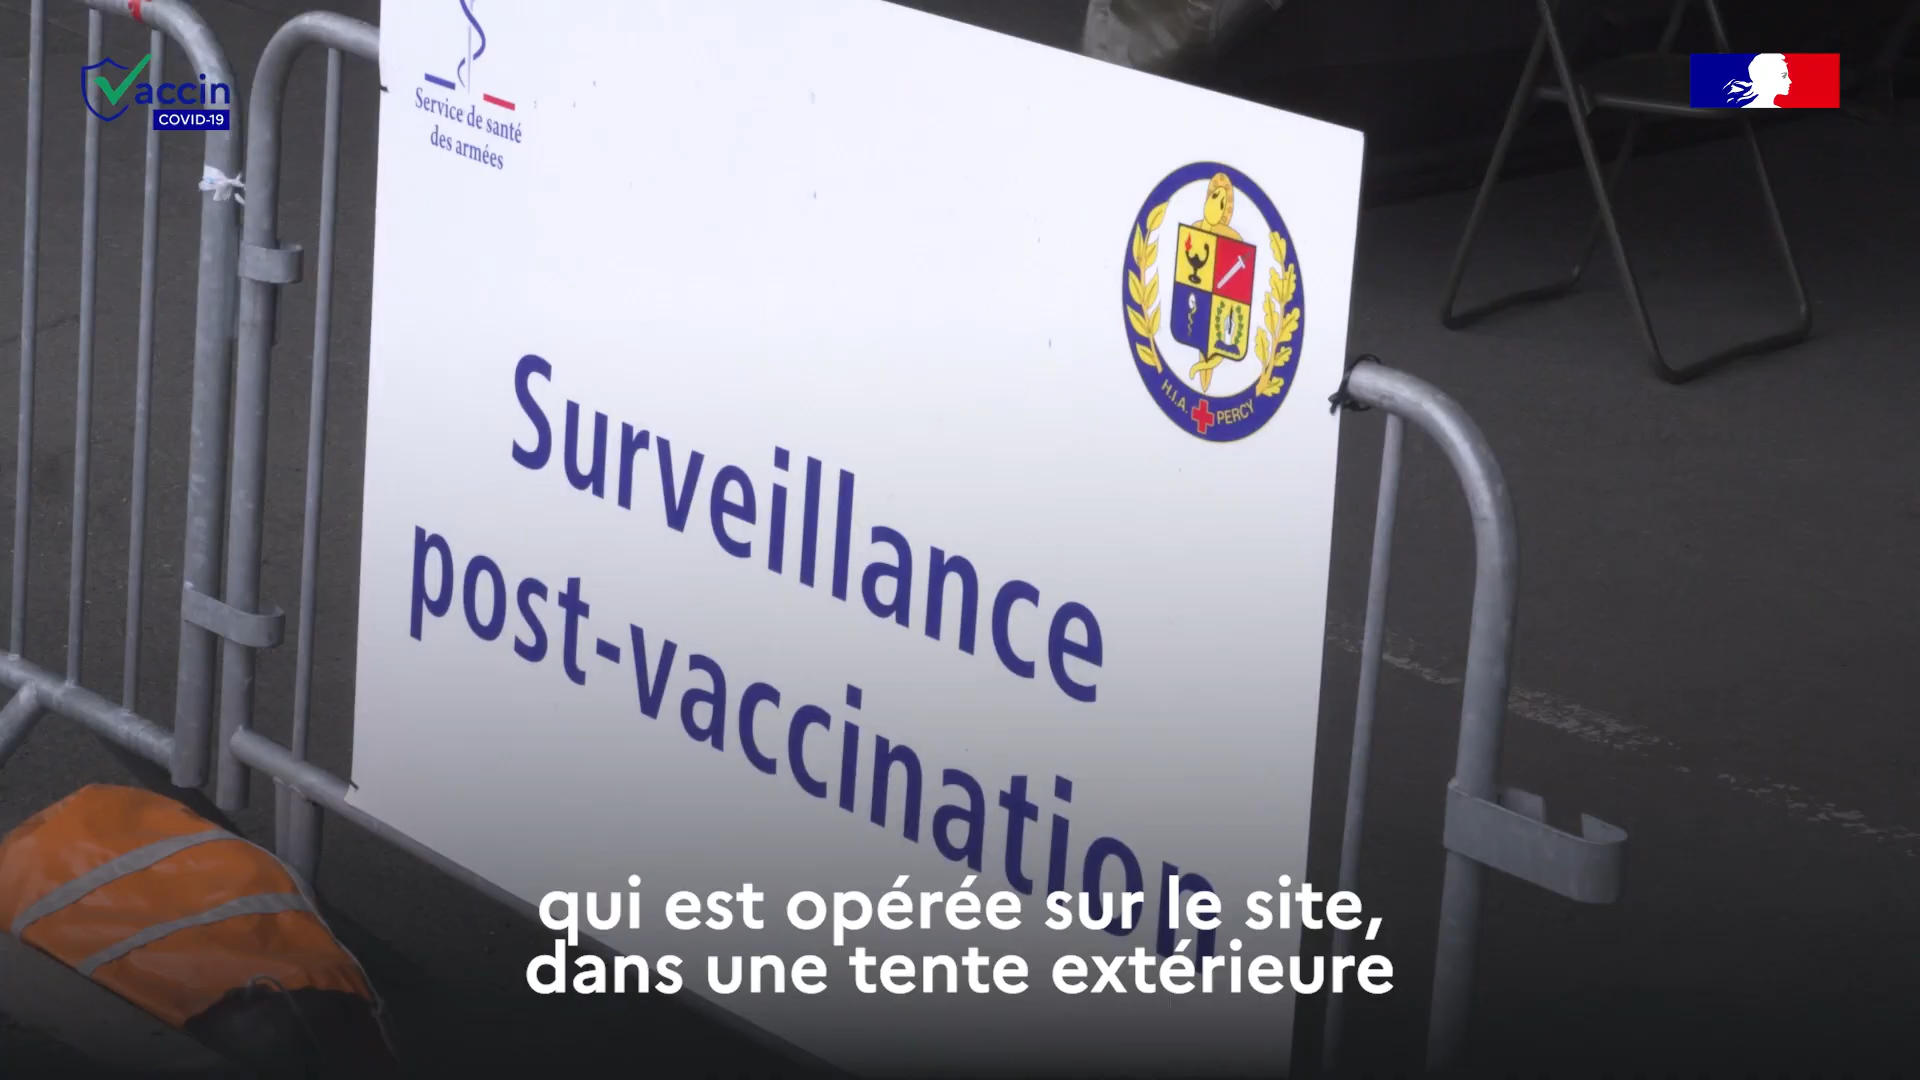 Vaccin
COVID-19
Service de santé
des armées
H.I.A. PERCY
Surveillance
post-vaccination
qui est opérée sur le site,
dans une tente extérieure